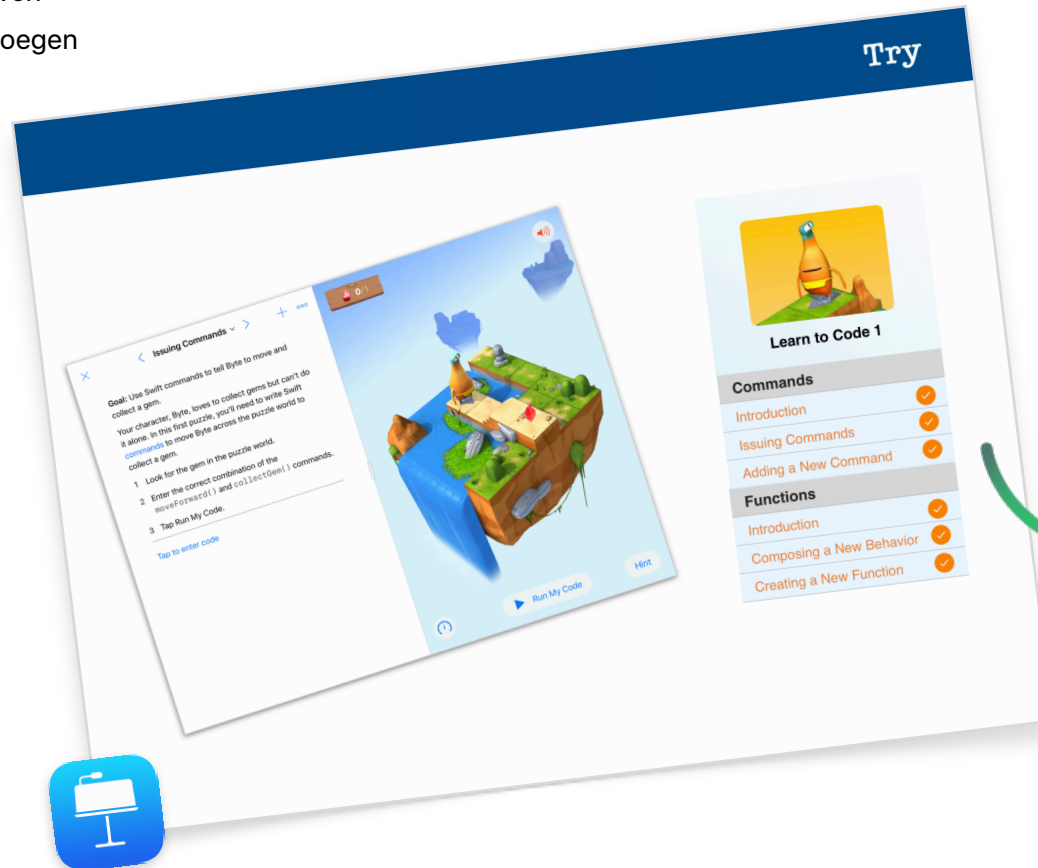 oegen
Try
Issuing Commands
Goal: Use Swift commands to tell Byte to move and
collect a gem.
Your character, Byte, loves to collect gems but can't do
it alone. In this first puzzle, you'll need to write Swift
commands to move Byte across the puzzle world to
collect a gem.
1 Look for the gem in the puzzle world.
2 Enter the correct combination of the
moveForward() and collectGem() commands.
3 Tap Run My Code.
Tap to enter code
0/1
Run My Code
Hint
Learn to Code 1
Commands
Introduction
Issuing Commands
Adding a New Command
Functions
Introduction
Composing a New Behavior
Creating a New Function